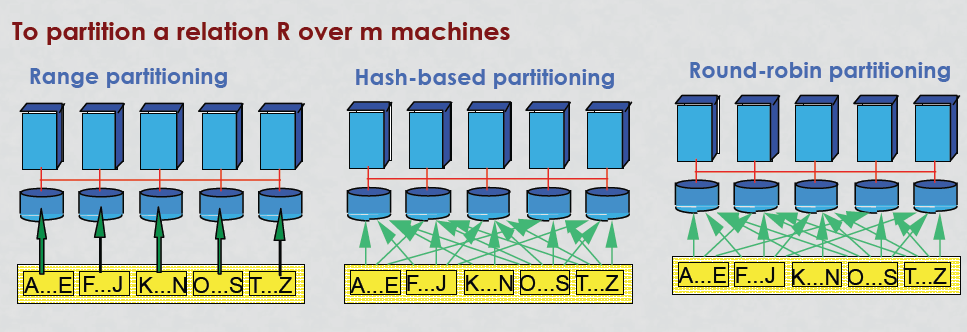 To partition a relation R over m machines
Range partitioning
A...E F...J K...N O...S T...Z
Hash-based partitioning
A...E F...J K...N O...S T...Z
Round-robin partitioning
A...E F...J K...N O...S T...Z